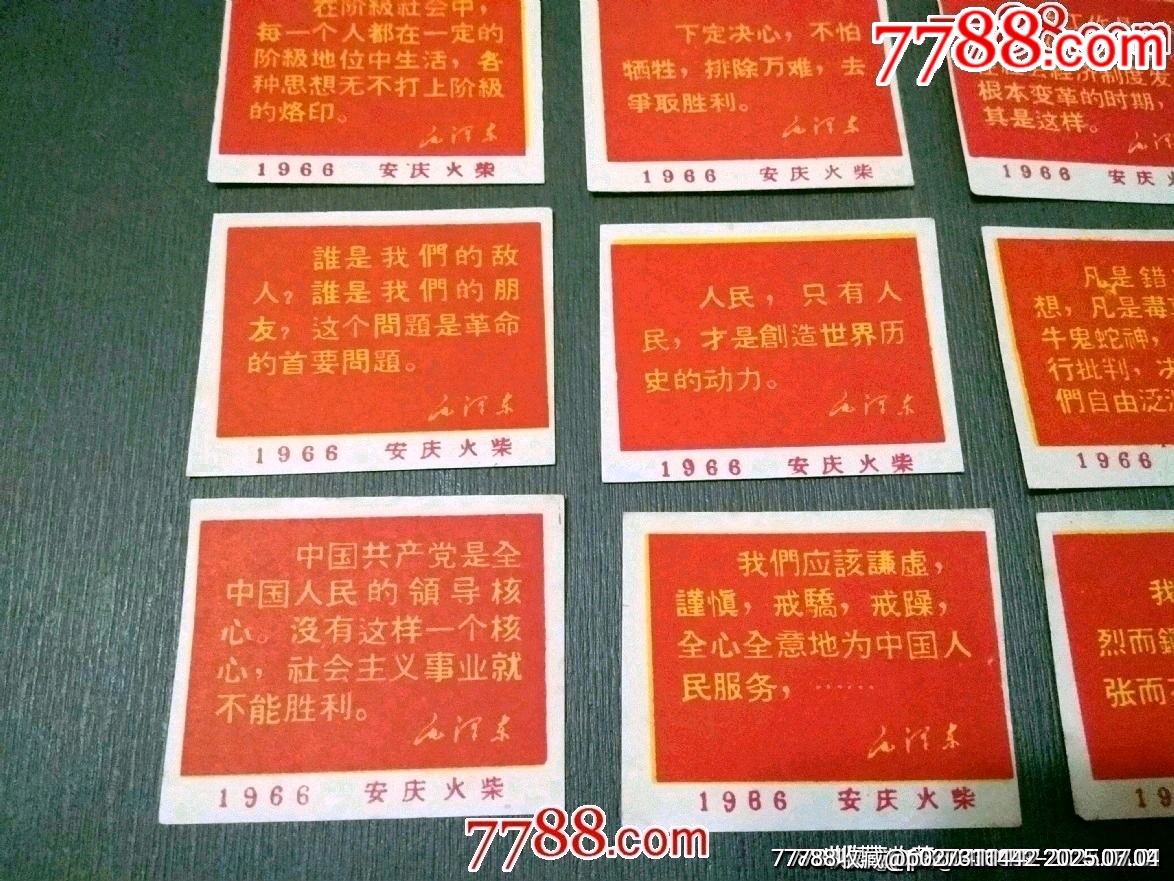 在阶級社会中，
每一个人都在一定的
阶級地位中生活，各
种思想无不打上阶級
的烙印。
毛泽东
1966 安庆火柴
下定决心，不怕
牺牲，排除万难，去
爭取胜利。
毛泽东
1966 安庆火柴
根本变革的时期，
其是这样。
毛泽东
1966 安庆火
7788.com
誰是我們的敌
人？誰是我們的朋
友？这个問題是革命
的首要問題。
毛泽东
1966 安庆火柴
人民，只有人
民，才是創造世界历
史的动力。
毛泽东
1966 安庆火柴
凡是錯
想，凡是毒
牛鬼蛇神，
行批判，决
們自由泛
1966
中国共产党是全
中国人民的領导核
心。沒有这样一个核
心，社会主义事业就
不能胜利。
毛泽东
1966 安庆火柴
我們应該謙虛，
謹愼，戒驕，戒躁，
全心全意地为中国人
民服务，……
毛泽东
1966 安庆火柴
我
烈而
张而
19
7788.com